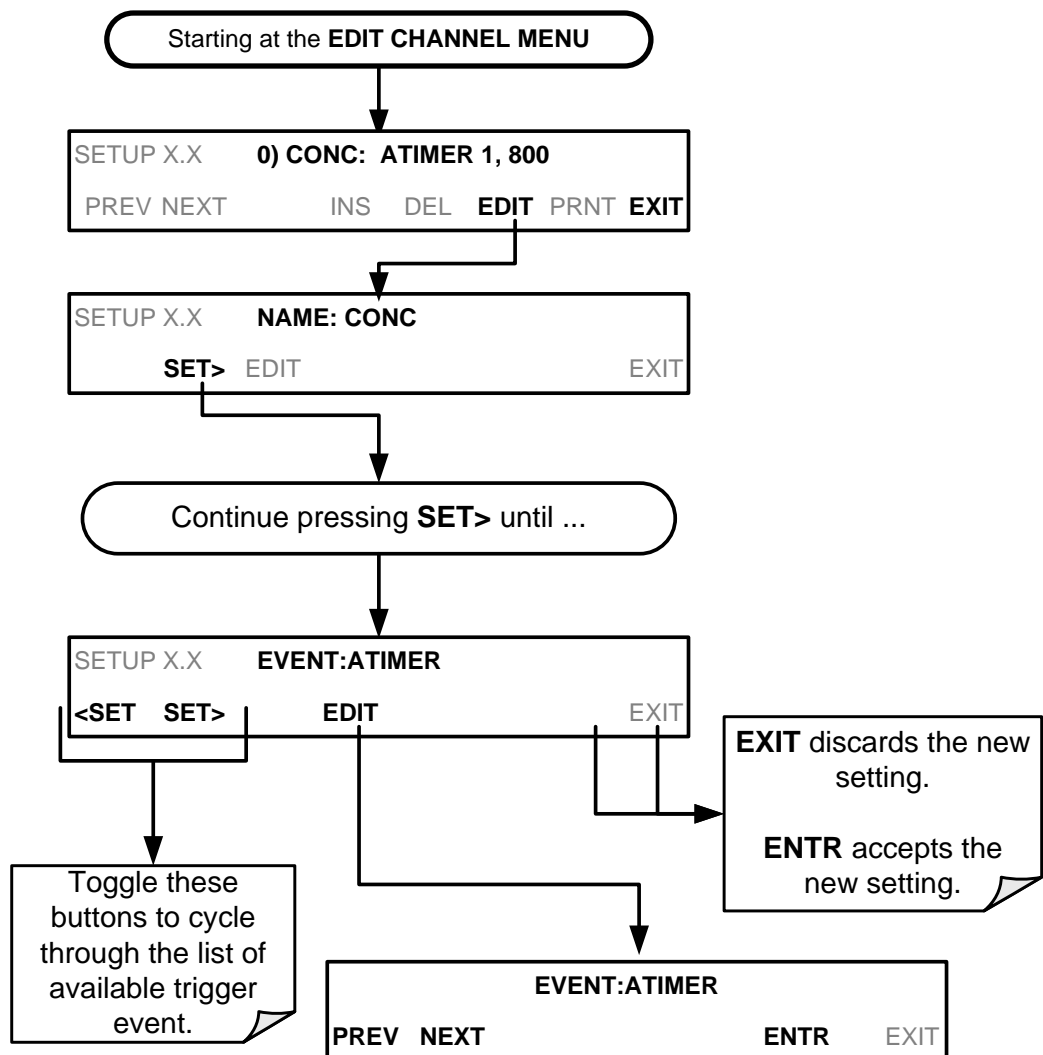 Starting at the EDIT CHANNEL MENU
SETUP X.X 0) CONC: ATIMER 1, 800
PREV NEXT INS DEL EDIT PRNT EXIT
SETUP X.X NAME: CONC
SET> EDIT EXIT
Continue pressing SET> until ...
SETUP X.X EVENT:ATIMER
<SET SET> EDIT EXIT
EXIT discards the new
setting.
ENTR accepts the
new setting.
Toggle these
buttons to cycle
through the list of
available trigger
event.
EVENT:ATIMER
PREV NEXT ENTR EXIT